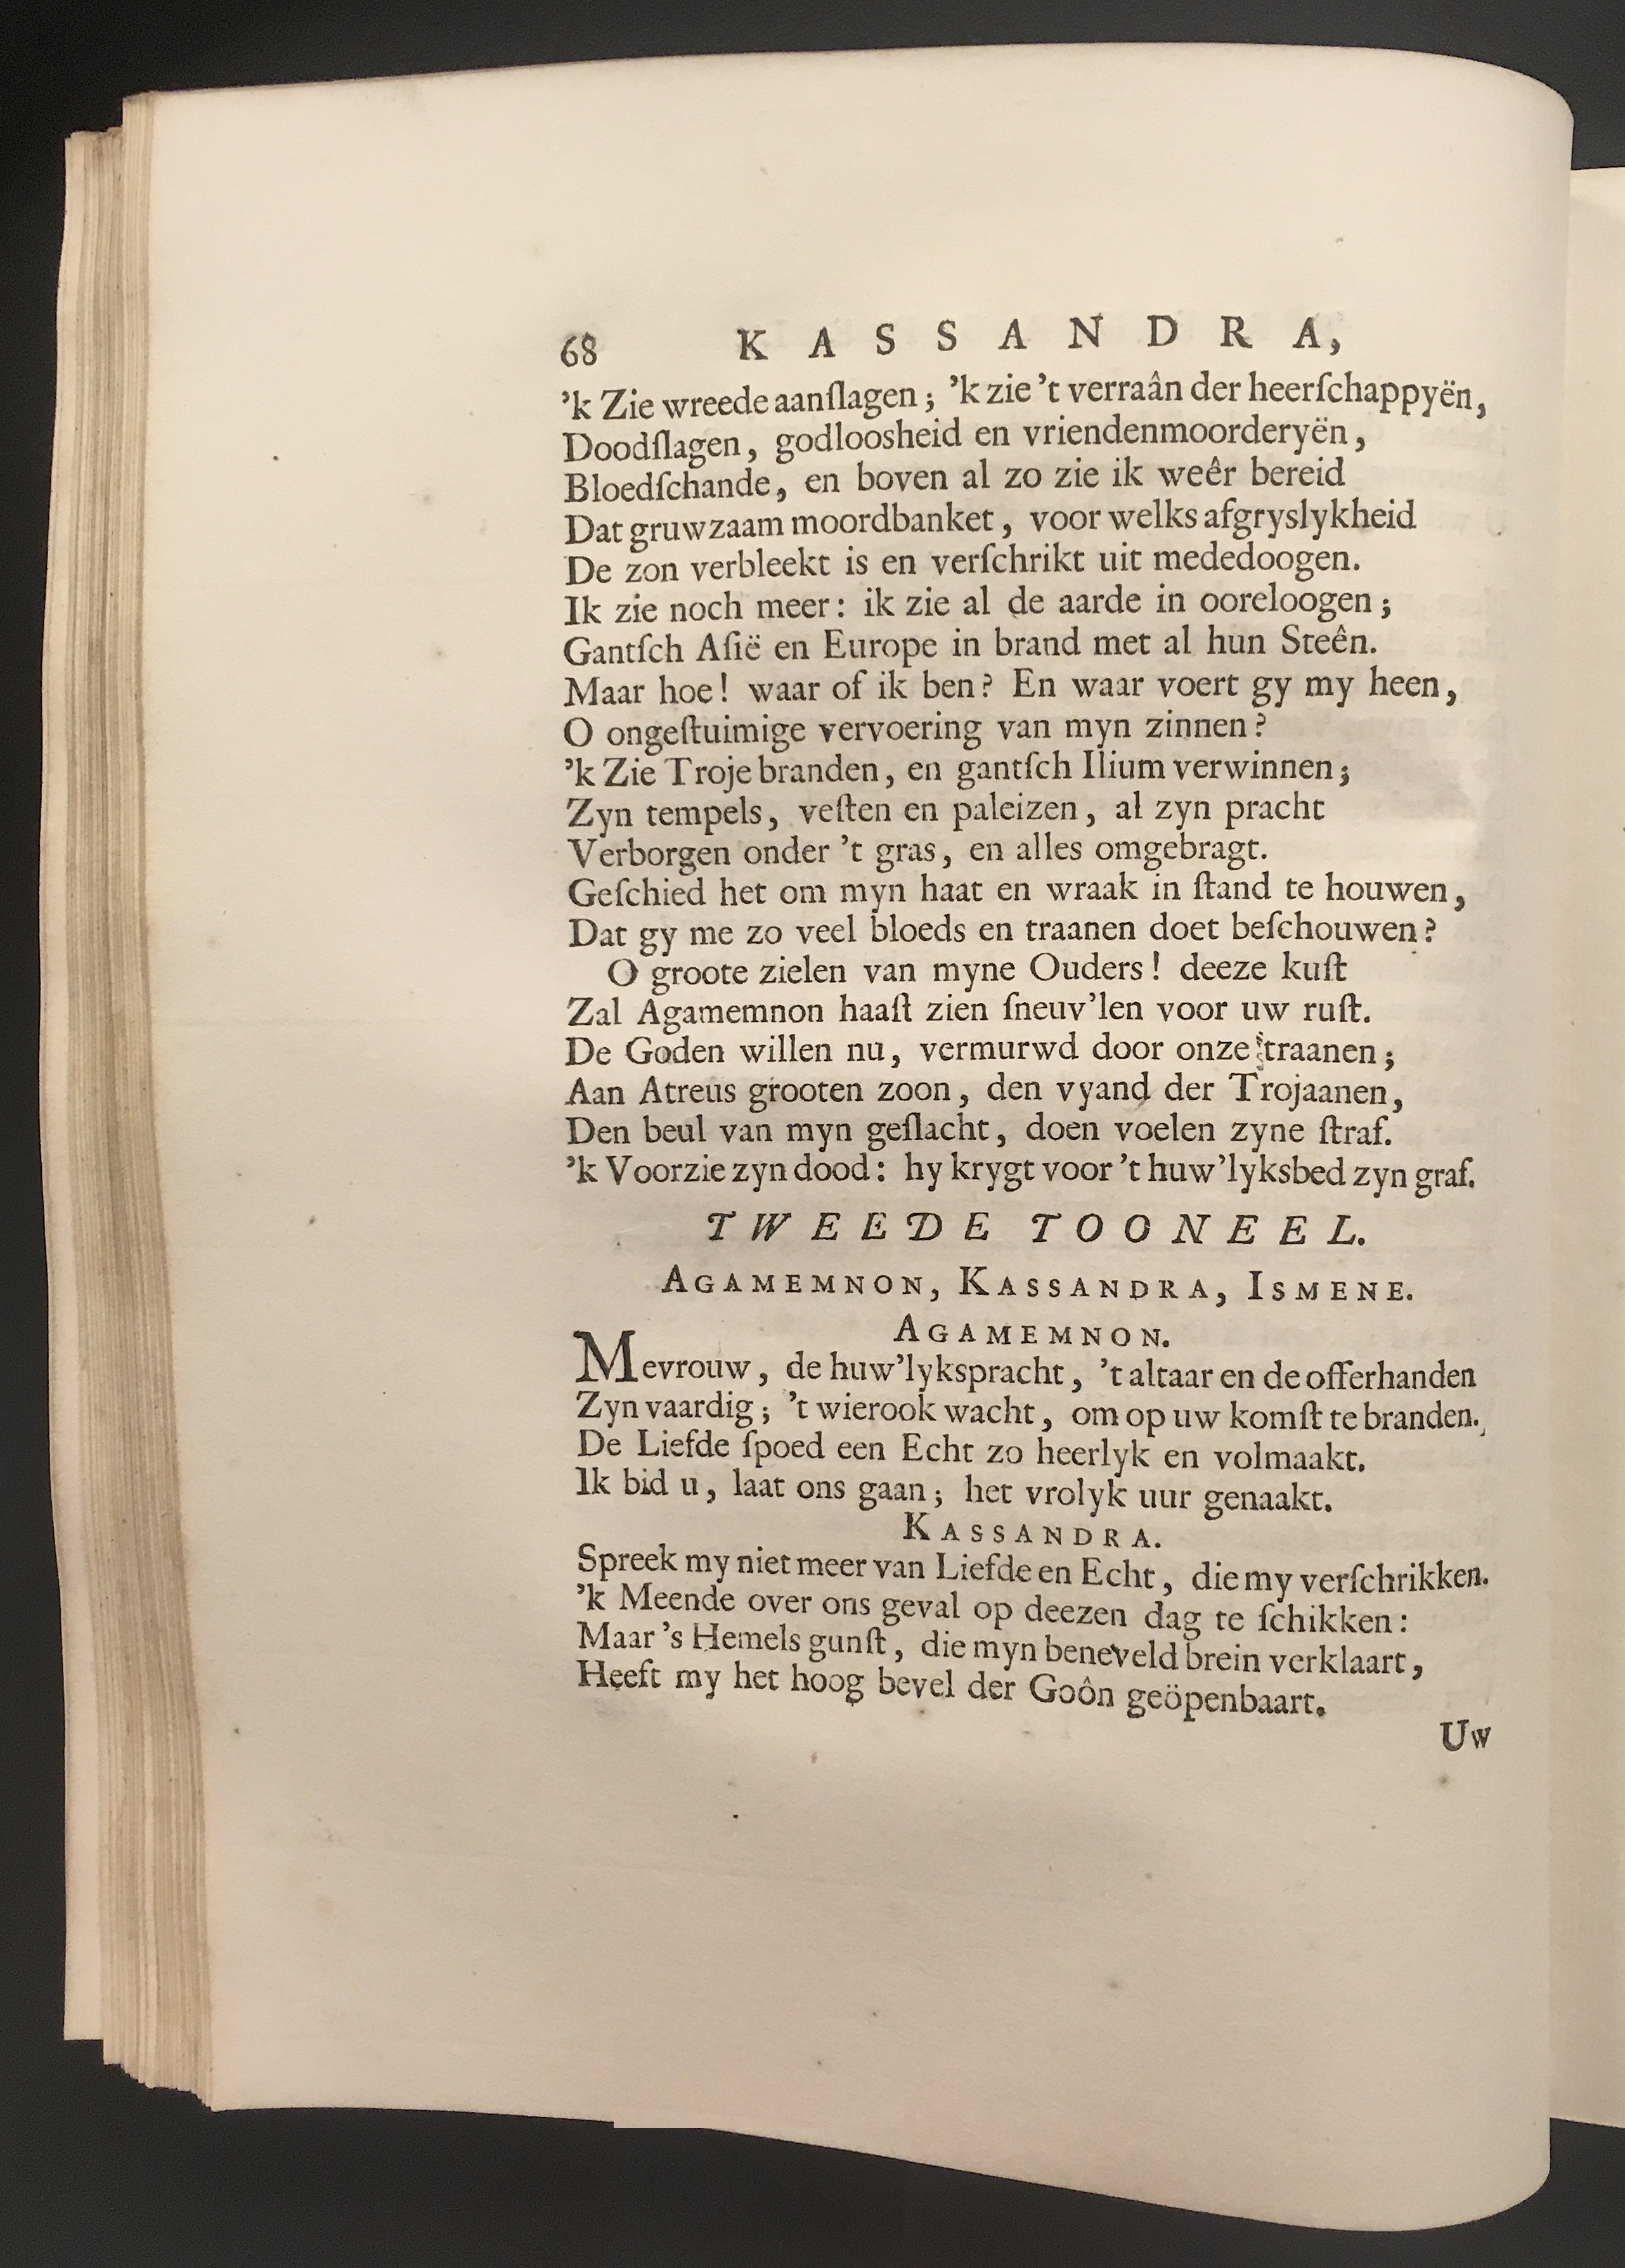 68 KASSANDRA,
’k Zie wreede aanſlagen; ’k zie ’t verraân der heerſchappyën,
Doodſlagen, godloosheid en vriendenmoorderyën,
Bloedſchande, en boven al zo zie ik weêr bereid
Dat gruwzaam moordbanket, voor welks afgryslykheid
De zon verbleekt is en verſchrikt uit mededoogen.
Ik zie noch meer: ik zie al de aarde in ooreloogen;
Gantſch Aſië en Europe in brand met al hun Steên.
Maar hoe! waar of ik ben? En waar voert gy my heen,
O ongeſtuimige vervoering van myn zinnen?
’k Zie Troje branden, en gantſch Ilium verwinnen;
Zyn tempels, veſten en paleizen, al zyn pracht
Verborgen onder ’t gras, en alles omgebragt.
Geſchied het om myn haat en wraak in ſtand te houwen,
Dat gy me zo veel bloeds en traanen doet beſchouwen?
O groote zielen van myne Ouders! deeze kuſt
Zal Agamemnon haaſt zien ſneuv’len voor uw ruſt.
De Goden willen nu, vermurwd door onze traanen;
Aan Atreus grooten zoon, den vyand der Trojaanen,
Den beul van myn geſlacht, doen voelen zyne ſtraf.
’k Voorzie zyn dood: hy krygt voor ’t huw’lyksbed zyn graf.
TWEEDE TOONEEL.
AGAMEMNON, KASSANDRA, ISMENE.
AGAMEMNON.
Mevrouw, de huw’lykspracht, ’t altaar en de offerhanden
Zyn vaardig; ’t wierook wacht, om op uw komſt te branden.
De Liefde ſpoed een Echt zo heerlyk en volmaakt.
Ik bid u, laat ons gaan; het vrolyk uur genaakt.
KASSANDRA.
Spreek my niet meer van Liefde en Echt, die my verſchrikken.
’k Meende over ons geval op deezen dag te ſchikken:
Maar ’s Hemels gunſt, die myn beneveld brein verklaart,
Heeft my het hoog bevel der Goôn geöpenbaart.
Uw